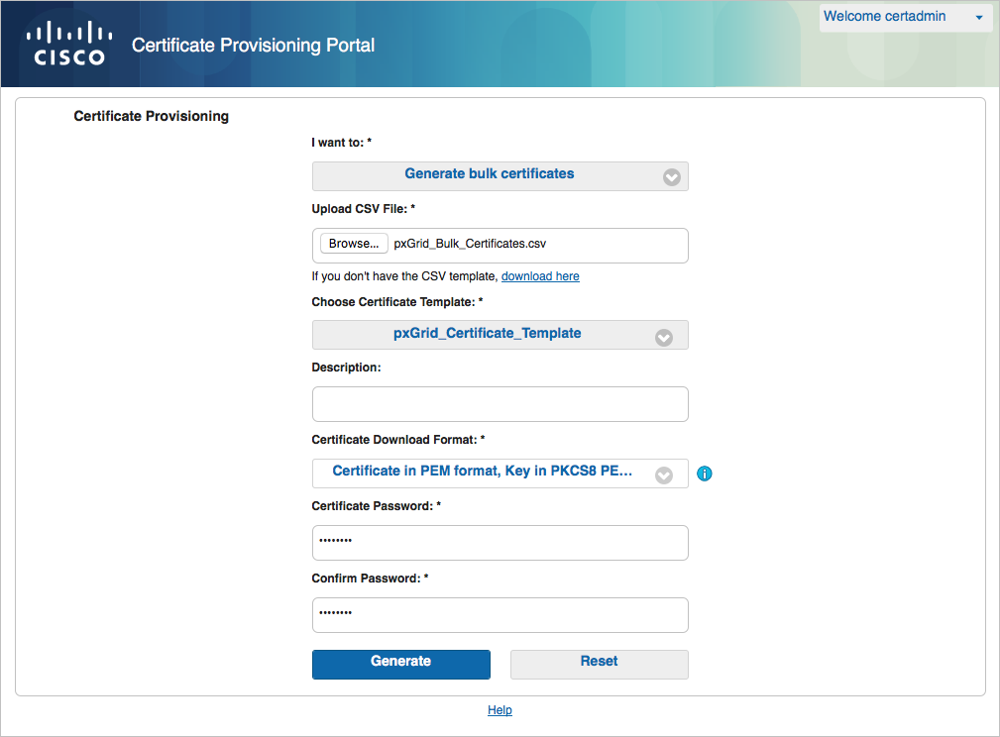 Welcome certadmin
CISCO
Certificate Provisioning Portal
Certificate Provisioning
I want to: *
Generate bulk certificates
Upload CSV File: *
Browse... pxGrid_Bulk_Certificates.csv
If you don't have the CSV template, download here
Choose Certificate Template: *
pxGrid_Certificate_Template
Description:
Certificate Download Format: *
Certificate in PEM format, Key in PKCS8 PE...
Certificate Password: *
••••••••
Confirm Password: *
••••••••
Generate Reset
Help